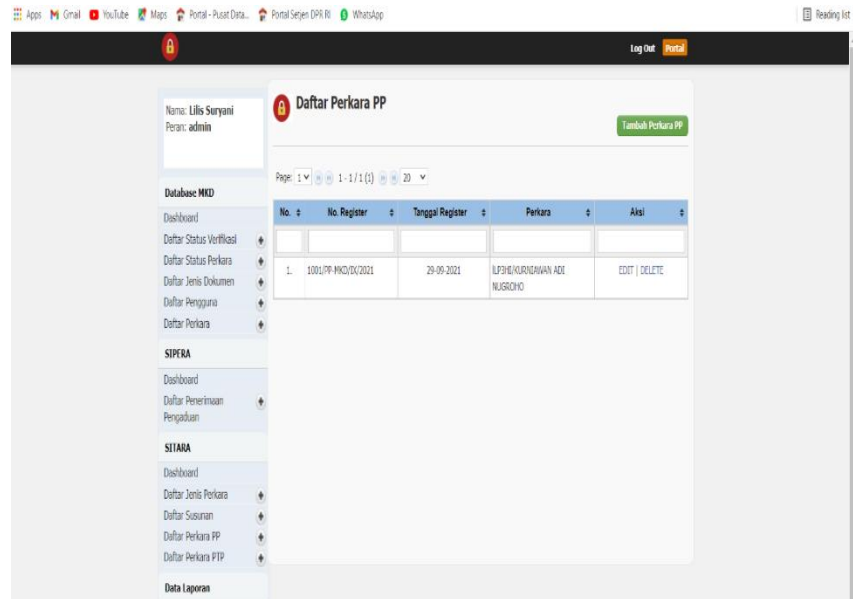 Apps Gmail YouTube Maps Portal - Pusat Data... Portal Setjen DPR RI WhatsApp Reading list
Log Out Portal
Nama: Lilis Suryani
Peran: admin
Daftar Perkara PP
Tambah Perkara PP
Page: 1 1 - 1 / 1 (1) 20
Database MKD
Dashboard
Daftar Status Verifikasi
Daftar Status Perkara
Daftar Jenis Dokumen
Daftar Pengguna
Daftar Perkara
No. No. Register Tanggal Register Perkara Aksi
1. 1001/PP-MKD/IX/2021 29-09-2021 ILP3HI/KURNIAWAN ADI NUGROHO EDIT | DELETE
SIPERA
Dashboard
Daftar Penerimaan
Pengaduan
SITARA
Dashboard
Daftar Jenis Perkara
Daftar Susunan
Daftar Perkara PP
Daftar Perkara PTP
Data Laporan